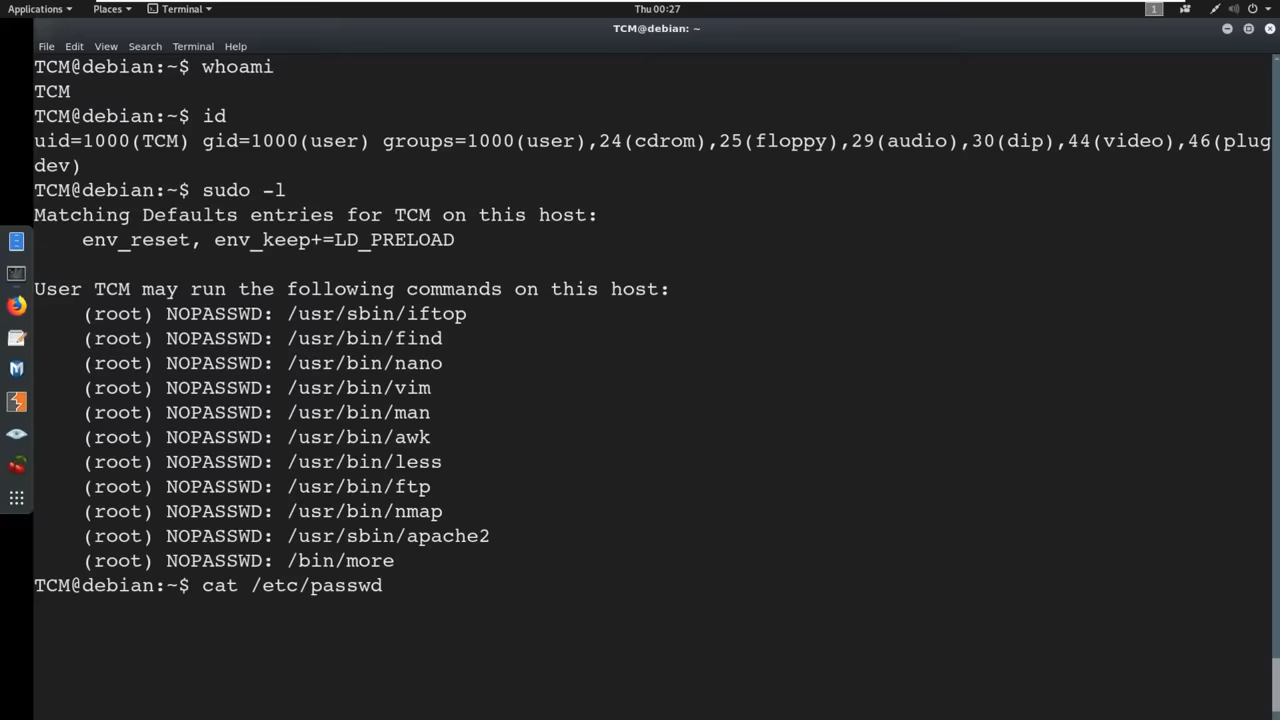 Applications Places Terminal Thu 00:27 1
TCM@debian: ~
File Edit View Search Terminal Help
TCM@debian:~$ whoami
TCM
TCM@debian:~$ id
uid=1000(TCM) gid=1000(user) groups=1000(user),24(cdrom),25(floppy),29(audio),30(dip),44(video),46(plug
dev)
TCM@debian:~$ sudo -l
Matching Defaults entries for TCM on this host:
    env_reset, env_keep+=LD_PRELOAD

User TCM may run the following commands on this host:
    (root) NOPASSWD: /usr/sbin/iftop
    (root) NOPASSWD: /usr/bin/find
    (root) NOPASSWD: /usr/bin/nano
    (root) NOPASSWD: /usr/bin/vim
    (root) NOPASSWD: /usr/bin/man
    (root) NOPASSWD: /usr/bin/awk
    (root) NOPASSWD: /usr/bin/less
    (root) NOPASSWD: /usr/bin/ftp
    (root) NOPASSWD: /usr/bin/nmap
    (root) NOPASSWD: /usr/sbin/apache2
    (root) NOPASSWD: /bin/more
TCM@debian:~$ cat /etc/passwd